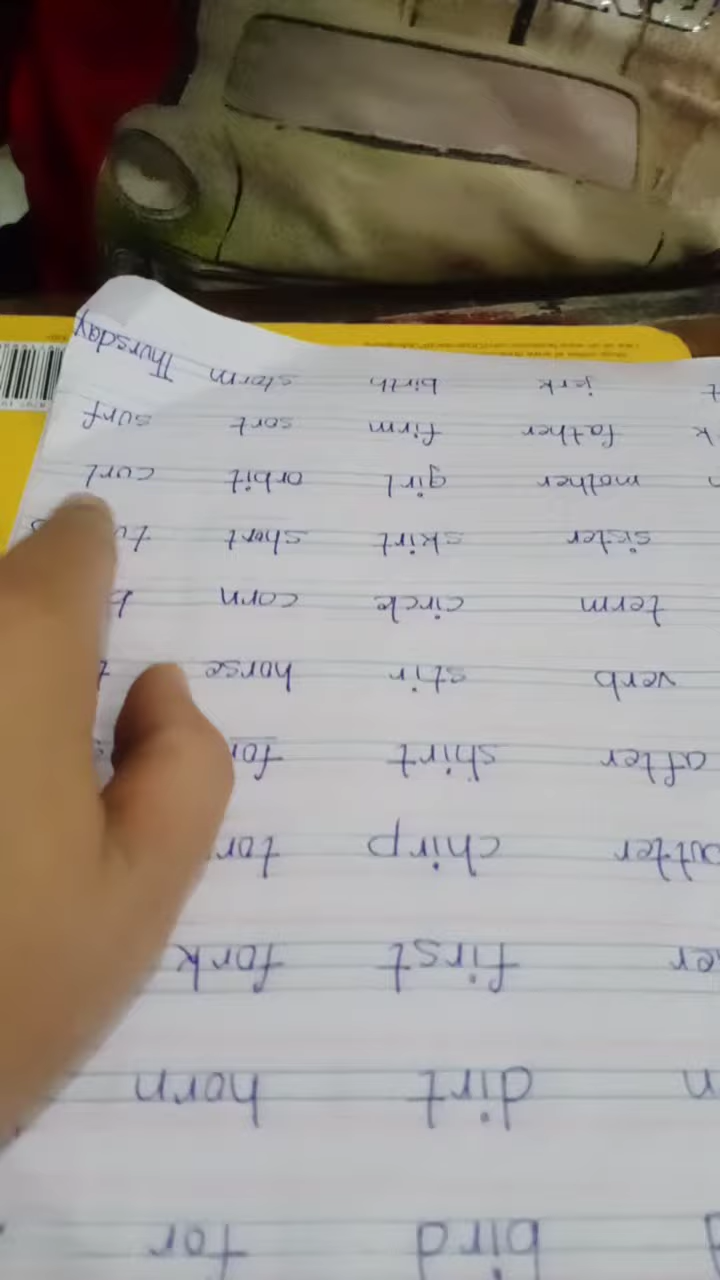 bird for
dirt horn
first fork
chirp
after shirt
verb stir horse
term circle corn
sister skirt short
mother girl orbit curl
father firm sort surf
jerk birth storm Thursday